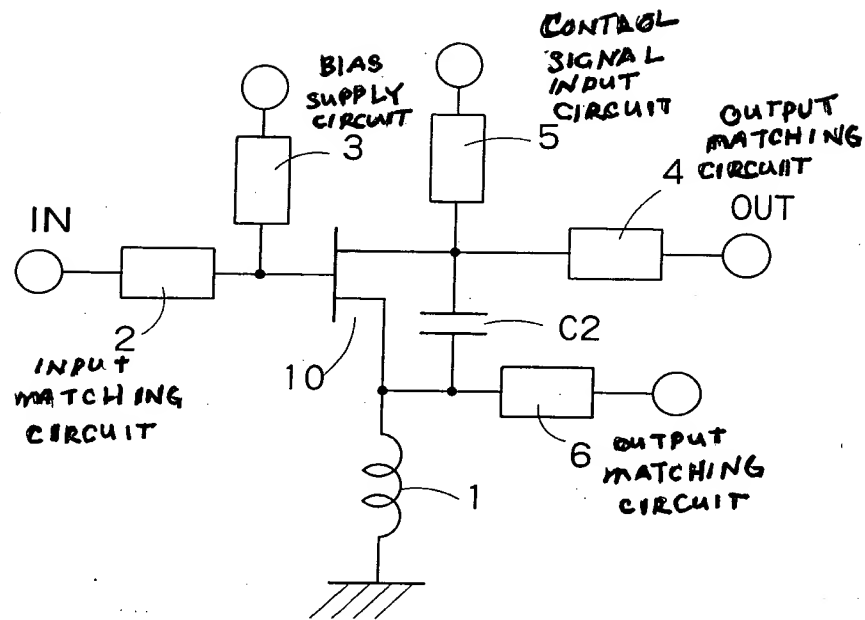 BIAS
SUPPLY
CIRCUIT
3
CONTROL
SIGNAL
INPUT
CIRCUIT
5
OUTPUT
MATCHING
CIRCUIT
4
OUT
IN
2
INPUT
MATCHING
CIRCUIT
10
C2
6
OUTPUT
MATCHING
CIRCUIT
1